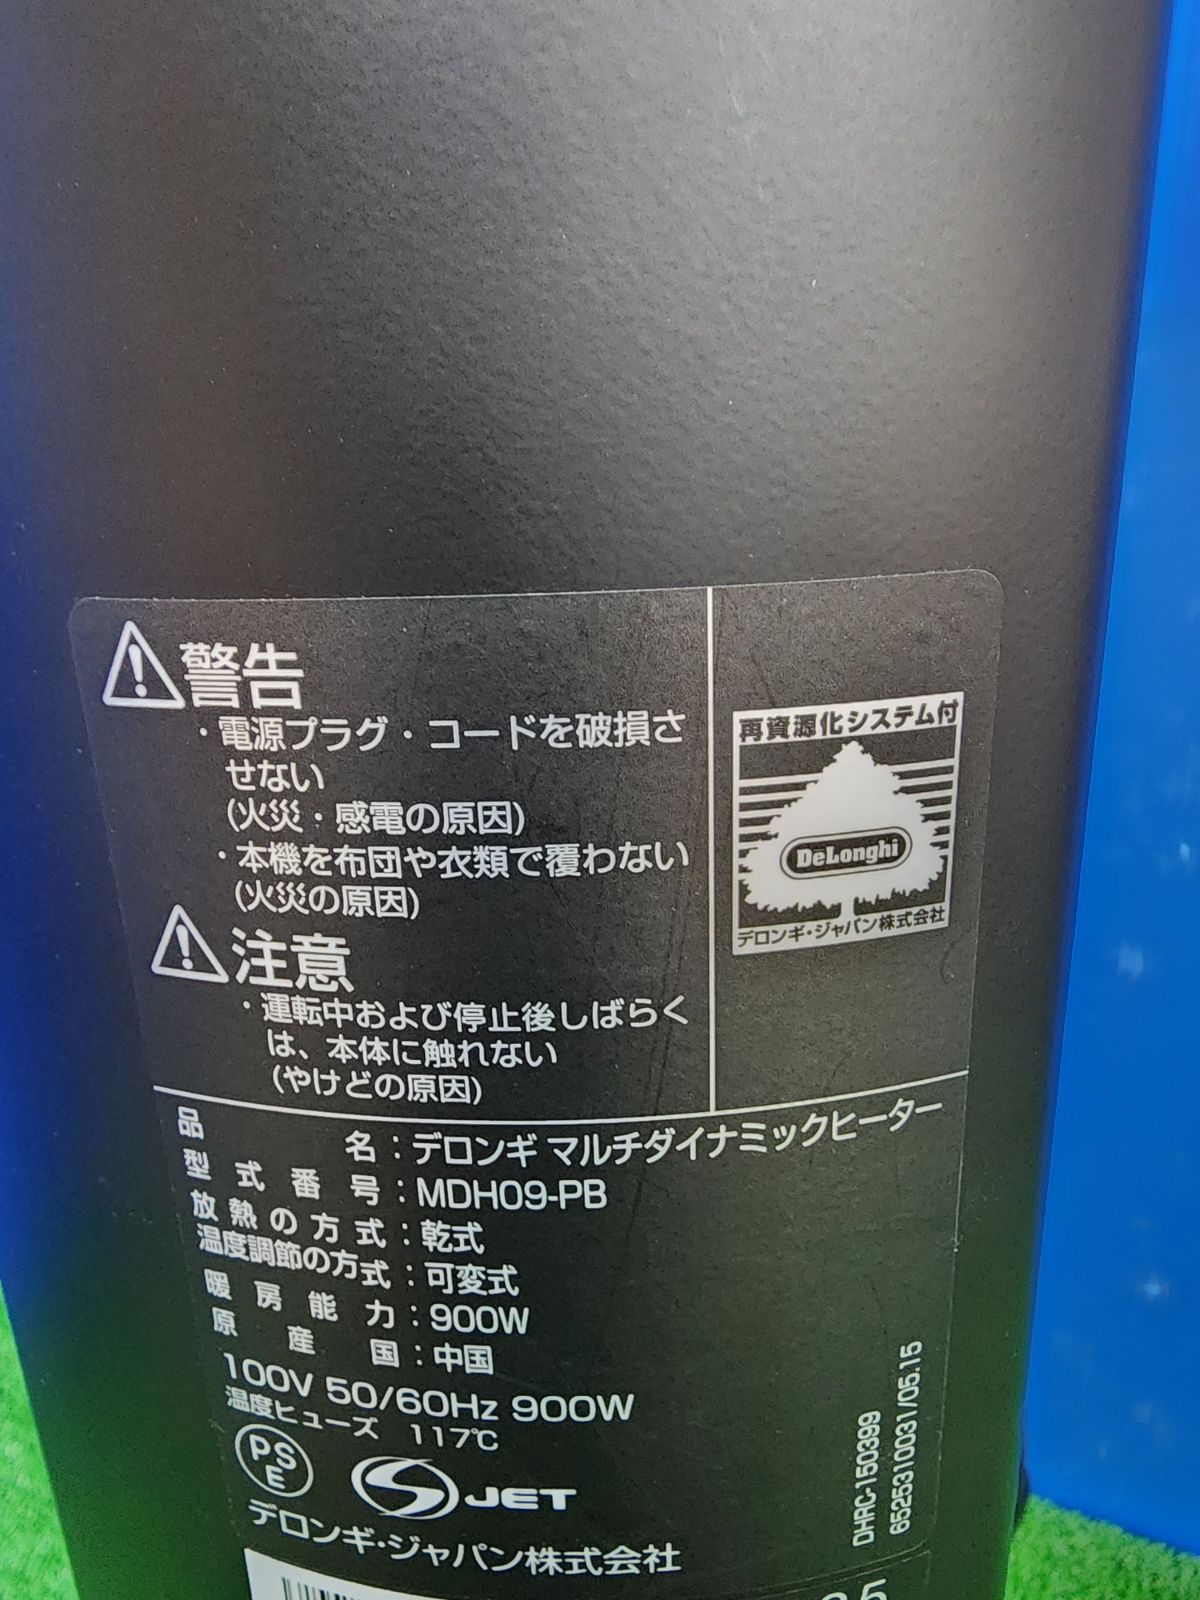 警告
・電源プラグ・コードを破損さ
せない
(火災・感電の原因)
・本機を布団や衣類で覆わない
(火災の原因)
注意
・運転中および停止後しばらく
は、本体に触れない
(やけどの原因)
再資源化システム付
DeLonghi
デロンギ・ジャパン株式会社
品名：デロンギ マルチダイナミックヒーター
型式番号：MDH09-PB
放熱の方式：乾式
温度調節の方式：可変式
暖房能力：900W
原産国：中国
100V 50/60Hz 900W
温度ヒューズ 117℃
PSE
JET
デロンギ・ジャパン株式会社
DHRC-150399
6525310031/05.15